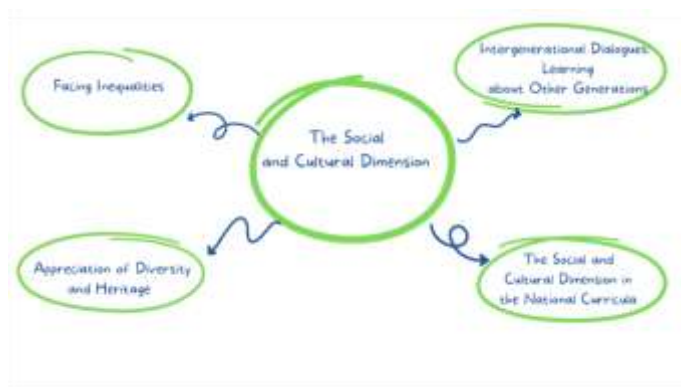 Facing Inequalities
Intergenerational Dialogues:
Learning
about Other Generations
The Social
and Cultural Dimension
Appreciation of Diversity
and Heritage
The Social and
Cultural Dimension in
the National Curricula